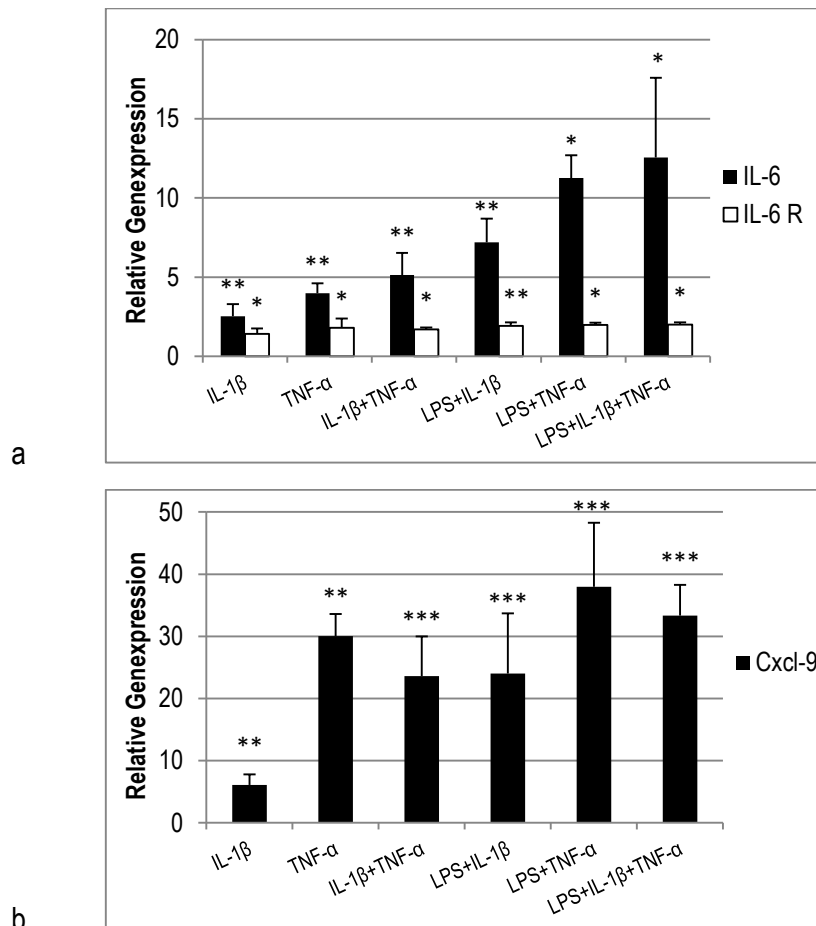 20
15
10
5
0
Relative Genexpression
* * ** ** ** ** * * * ** * *
IL-6
IL-6 R
IL-1β TNF-α IL-1β+TNF-α LPS+IL-1β LPS+TNF-α LPS+IL-1β+TNF-α
a
50
40
30
20
10
0
Relative Genexpression
** ** *** *** *** ***
Cxcl-9
IL-1β TNF-α IL-1β+TNF-α LPS+IL-1β LPS+TNF-α LPS+IL-1β+TNF-α
b